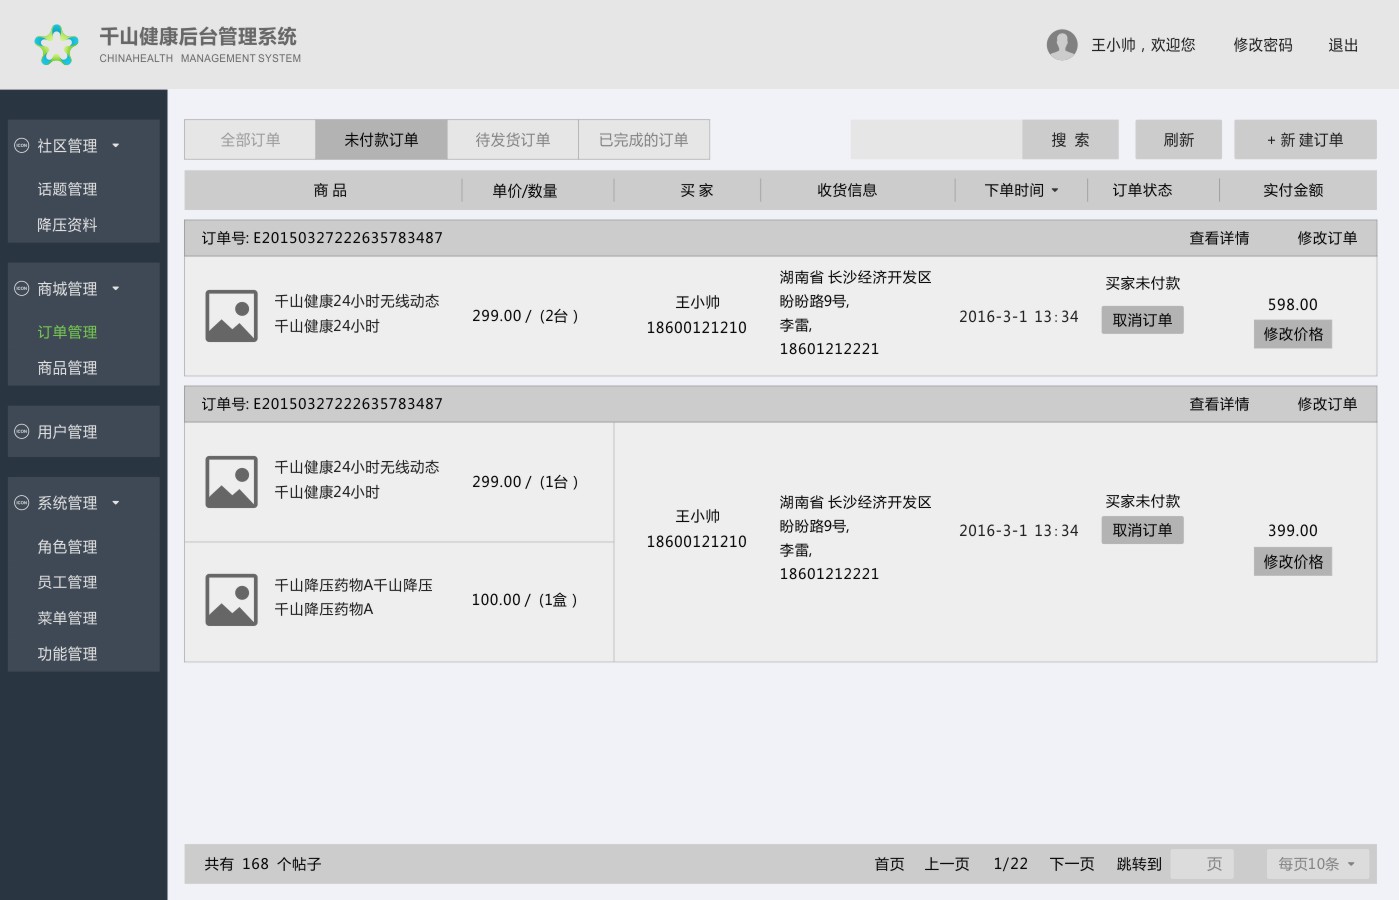 千山健康后台管理系统
CHINAHEALTH MANAGEMENT SYSTEM
王小帅，欢迎您 修改密码 退出
社区管理
话题管理
降压资料
商城管理
订单管理
商品管理
用户管理
系统管理
角色管理
员工管理
菜单管理
功能管理
全部订单 未付款订单 待发货订单 已完成的订单 搜 索 刷新 + 新 建订单
商 品 单价/数量 买 家 收货信息 下单时间 订单状态 实付金额
订单号: E20150327222635783487 查看详情 修改订单
千山健康24小时无线动态
千山健康24小时
299.00 / (2台)
王小帅
18600121210
湖南省 长沙经济开发区
盼盼路9号,
李雷,
18601212221
2016-3-1 13:34
买家未付款
取消订单
598.00
修改价格
订单号: E20150327222635783487 查看详情 修改订单
千山健康24小时无线动态
千山健康24小时
299.00 / (1台)
千山降压药物A千山降压
千山降压药物A
100.00 / (1盒)
王小帅
18600121210
湖南省 长沙经济开发区
盼盼路9号,
李雷,
18601212221
2016-3-1 13:34
买家未付款
取消订单
399.00
修改价格
共有 168 个帖子 首页 上一页 1/22 下一页 跳转到 页 每页10条